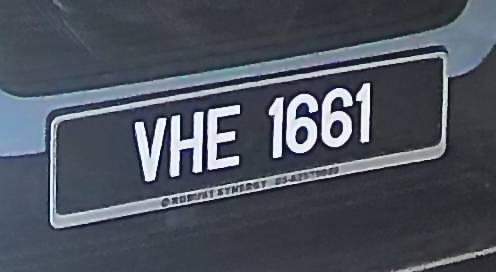 VHE 1661
ROBUST SYNERGY